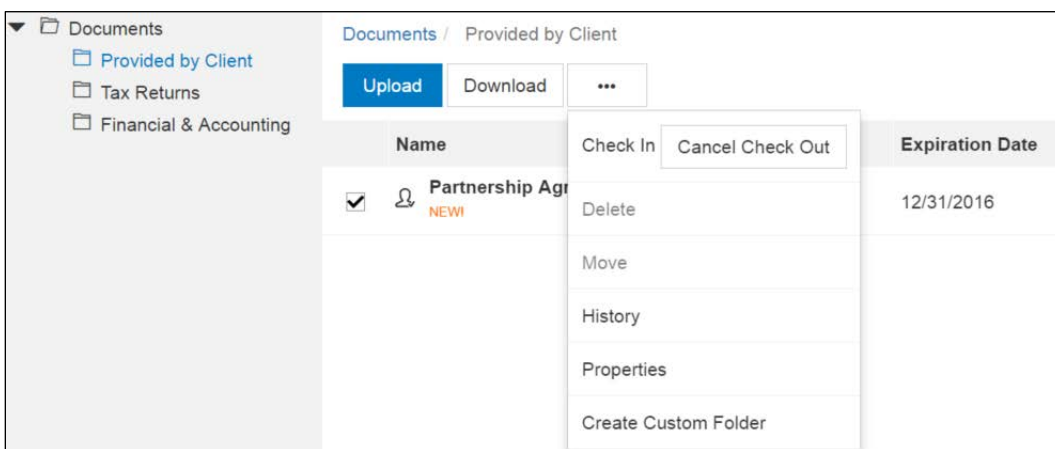 Documents
Provided by Client
Tax Returns
Financial & Accounting
Documents / Provided by Client
Upload Download •••
Name Check In Cancel Check Out Expiration Date
Partnership Agr 12/31/2016
NEW!
Delete
Move
History
Properties
Create Custom Folder